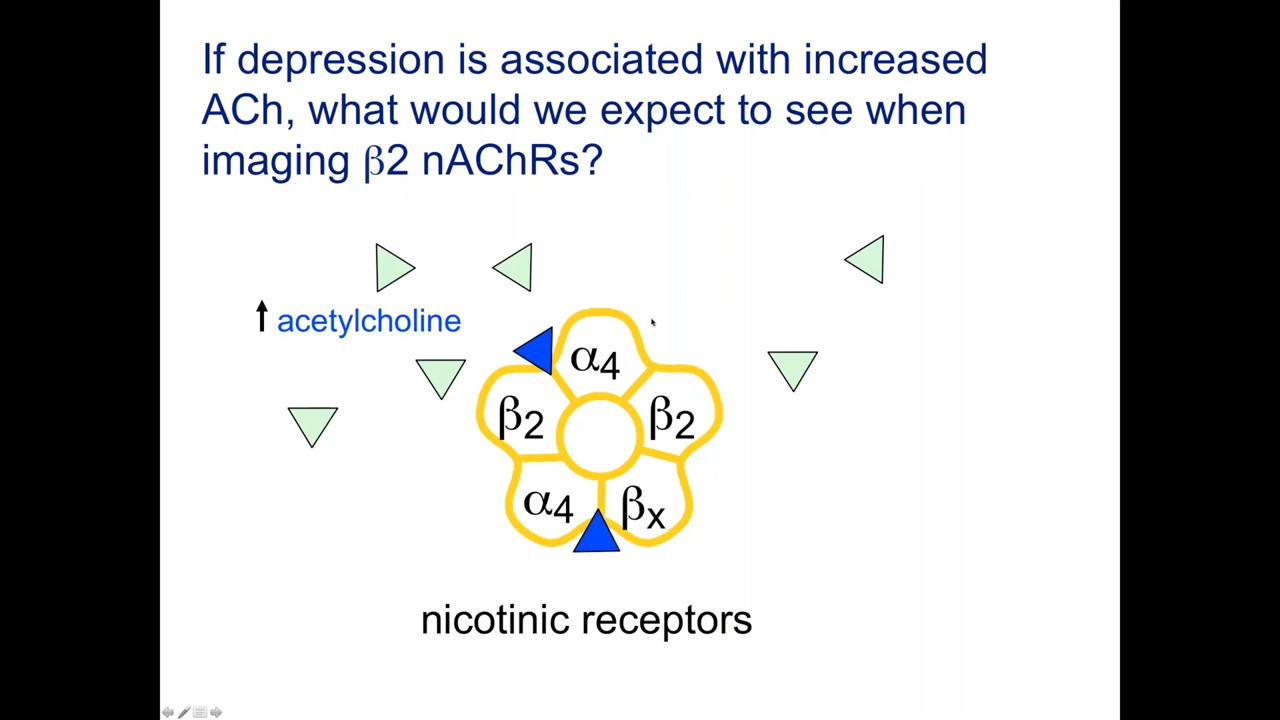 If depression is associated with increased
ACh, what would we expect to see when
imaging β2 nAChRs?
acetylcholine
α4
β2
β2
α4
βx
nicotinic receptors